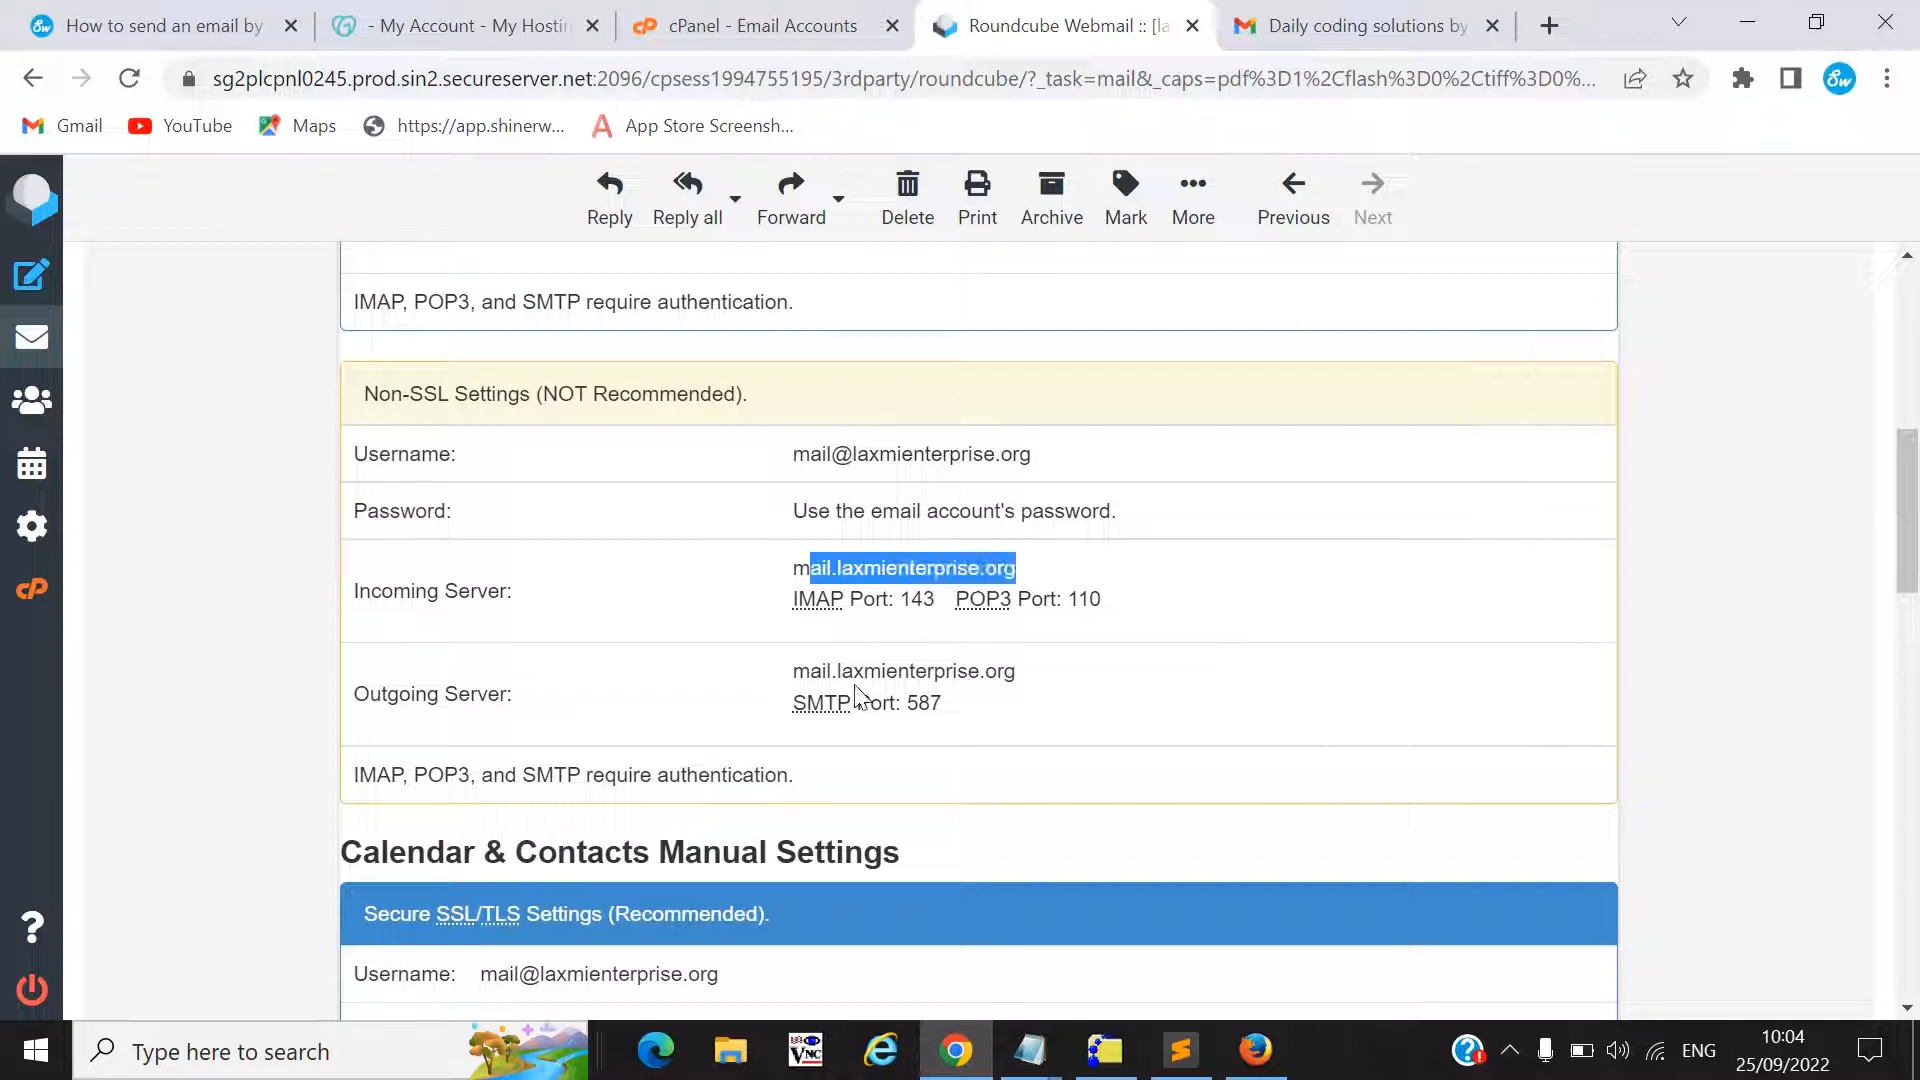 How to send an email by
- My Account - My Hostin
cPanel - Email Accounts
Roundcube Webmail :: [la
Daily coding solutions by
sg2plcpnl0245.prod.sin2.secureserver.net:2096/cpsess1994755195/3rdparty/roundcube/?_task=mail&_caps=pdf%3D1%2Cflash%3D0%2Ctiff%3D0%...
Sw
Gmail
YouTube
Maps
https://app.shinerw...
App Store Screensh...
Reply
Reply all
Forward
Delete
Print
Archive
Mark
More
Previous
Next
IMAP, POP3, and SMTP require authentication.
Non-SSL Settings (NOT Recommended).
Username: mail@laxmienterprise.org
Password: Use the email account's password.
Incoming Server: mail.laxmienterprise.org
IMAP Port: 143 POP3 Port: 110
Outgoing Server: mail.laxmienterprise.org
SMTP Port: 587
IMAP, POP3, and SMTP require authentication.
Calendar & Contacts Manual Settings
Secure SSL/TLS Settings (Recommended).
Username: mail@laxmienterprise.org
cP
Type here to search
VNC
ENG
10:04
25/09/2022